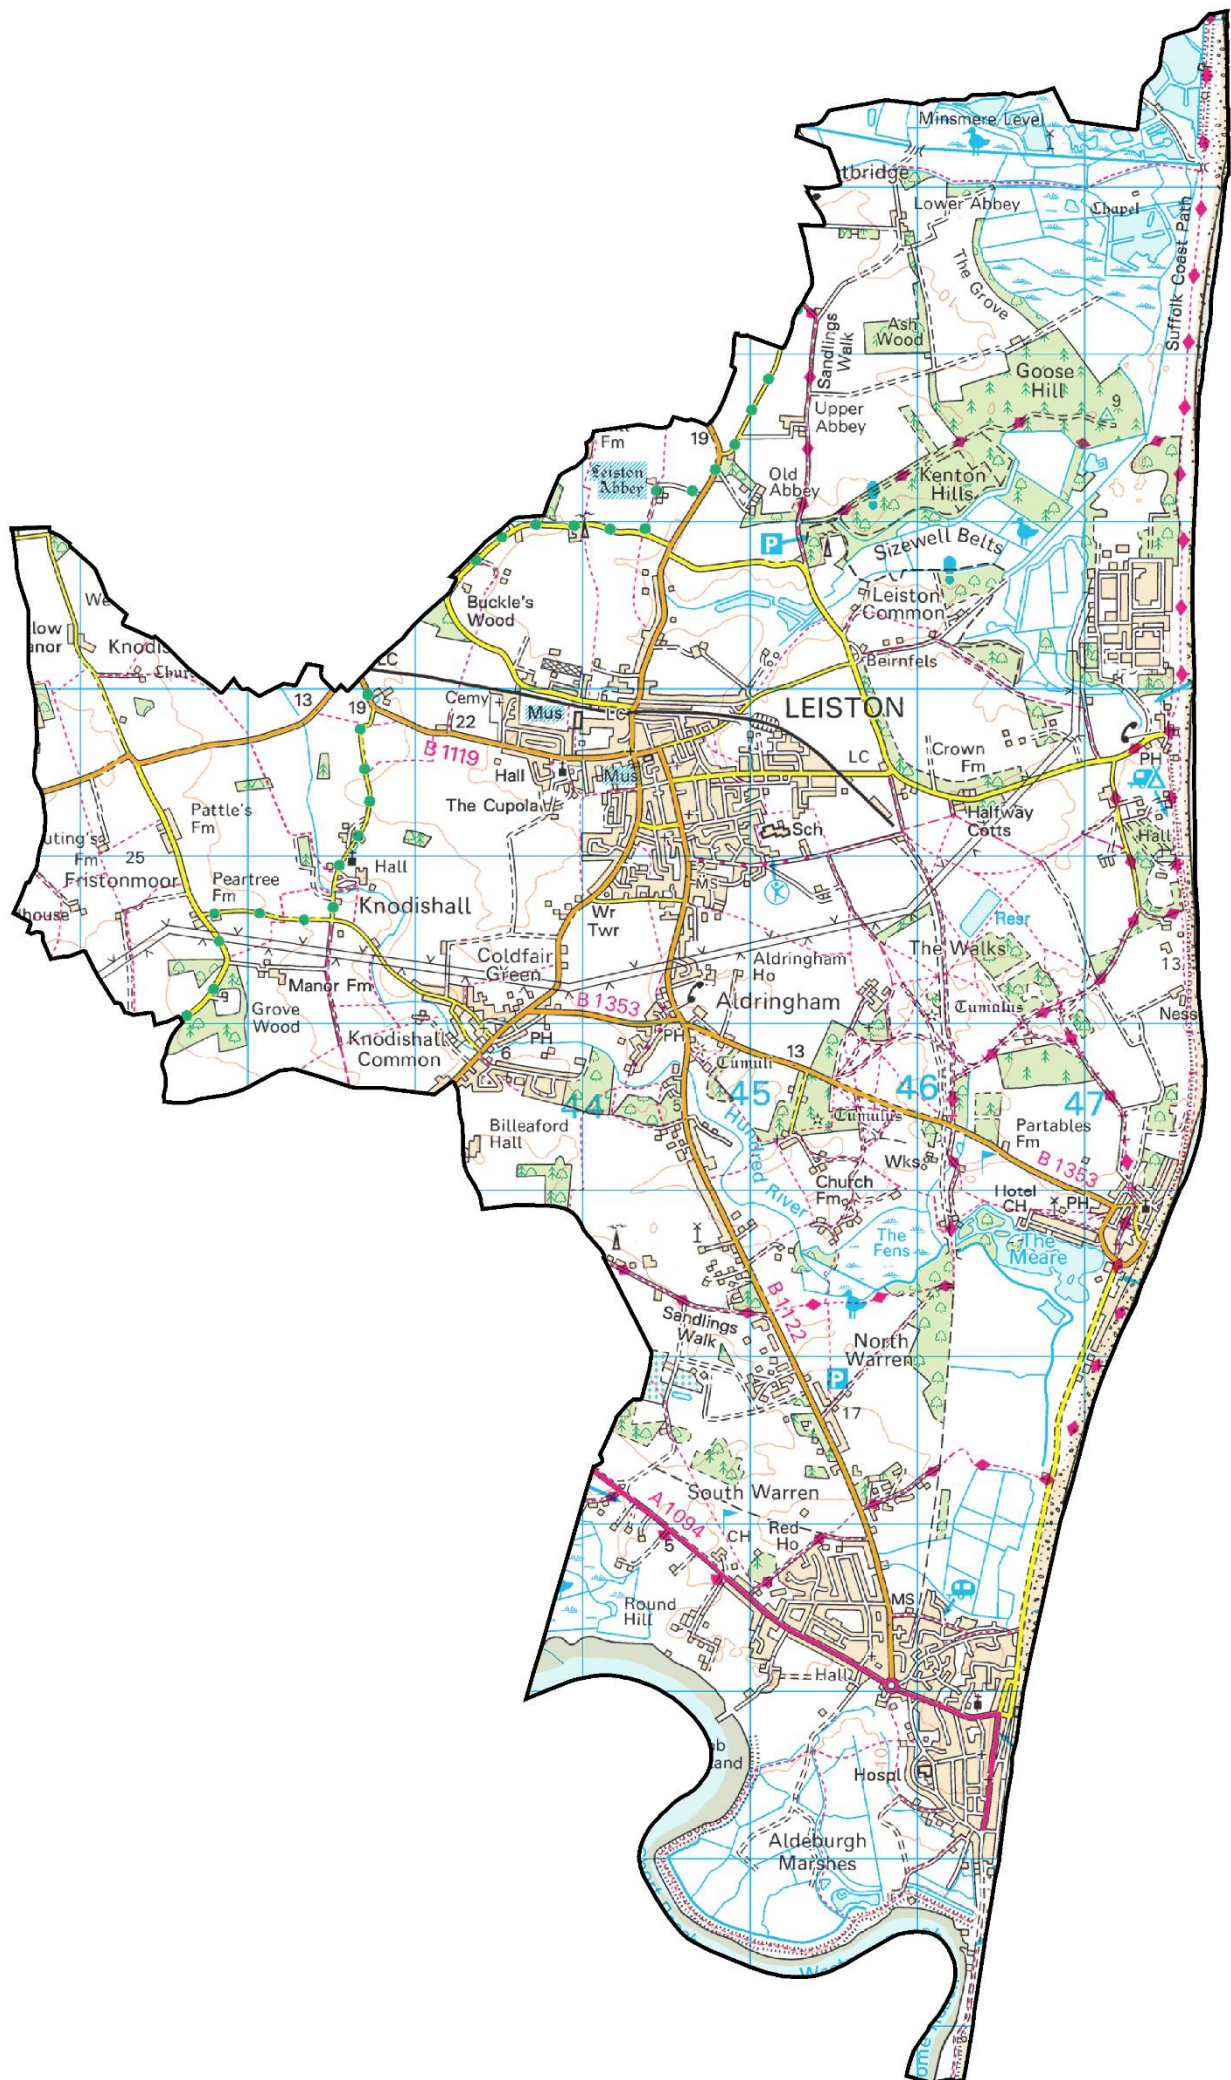 Minsmere Level
tbridge
Lower Abbey
Chapel
Suffolk Coast Path
The Grove
10
Ash
Wood
Sandlings
Walk
Goose
Hill
9
Upper
Abbey
19
Fm
Leiston
Abbey
Old
Abbey
Kenton
Hills
P
Sizewell Belts
Leiston
Common
Buckle's
Wood
We
low
anor
Knodis
Chur
LC
Beirnfels
13
19
Cemy
22
Mus
LC
LEISTON
B 1119
Hall
Mus
LC
Crown
Fm
PH
The Cupola
Pattle's
Fm
Sch
Halfway
Cotts
Hall
uting's
Fm
25
Fristonmoor
Peartree
Fm
Hall
MS
Knodishall
Wr
Twr
Resr
lhouse
The Walks
Coldfair
Green
Aldringham
Ho
13
Manor Fm
B 1353
Aldringham
Tumulus
Ness
Grove
Wood
Knodishall
Common
PH
6
PH
Tumuli
13
44
45
46
47
Tumulus
Hundred River
Billeaford
Hall
Partables
Fm
B 1353
Wks
Church
Fm
Hotel
CH
PH
The
Fens
The
Meare
B 1122
Sandlings
Walk
North
Warren
P
17
South Warren
A 1094
CH
Red
Ho
5
Round
Hill
MS
Hall
ob
land
10
Hospl
Aldeburgh
Marshes